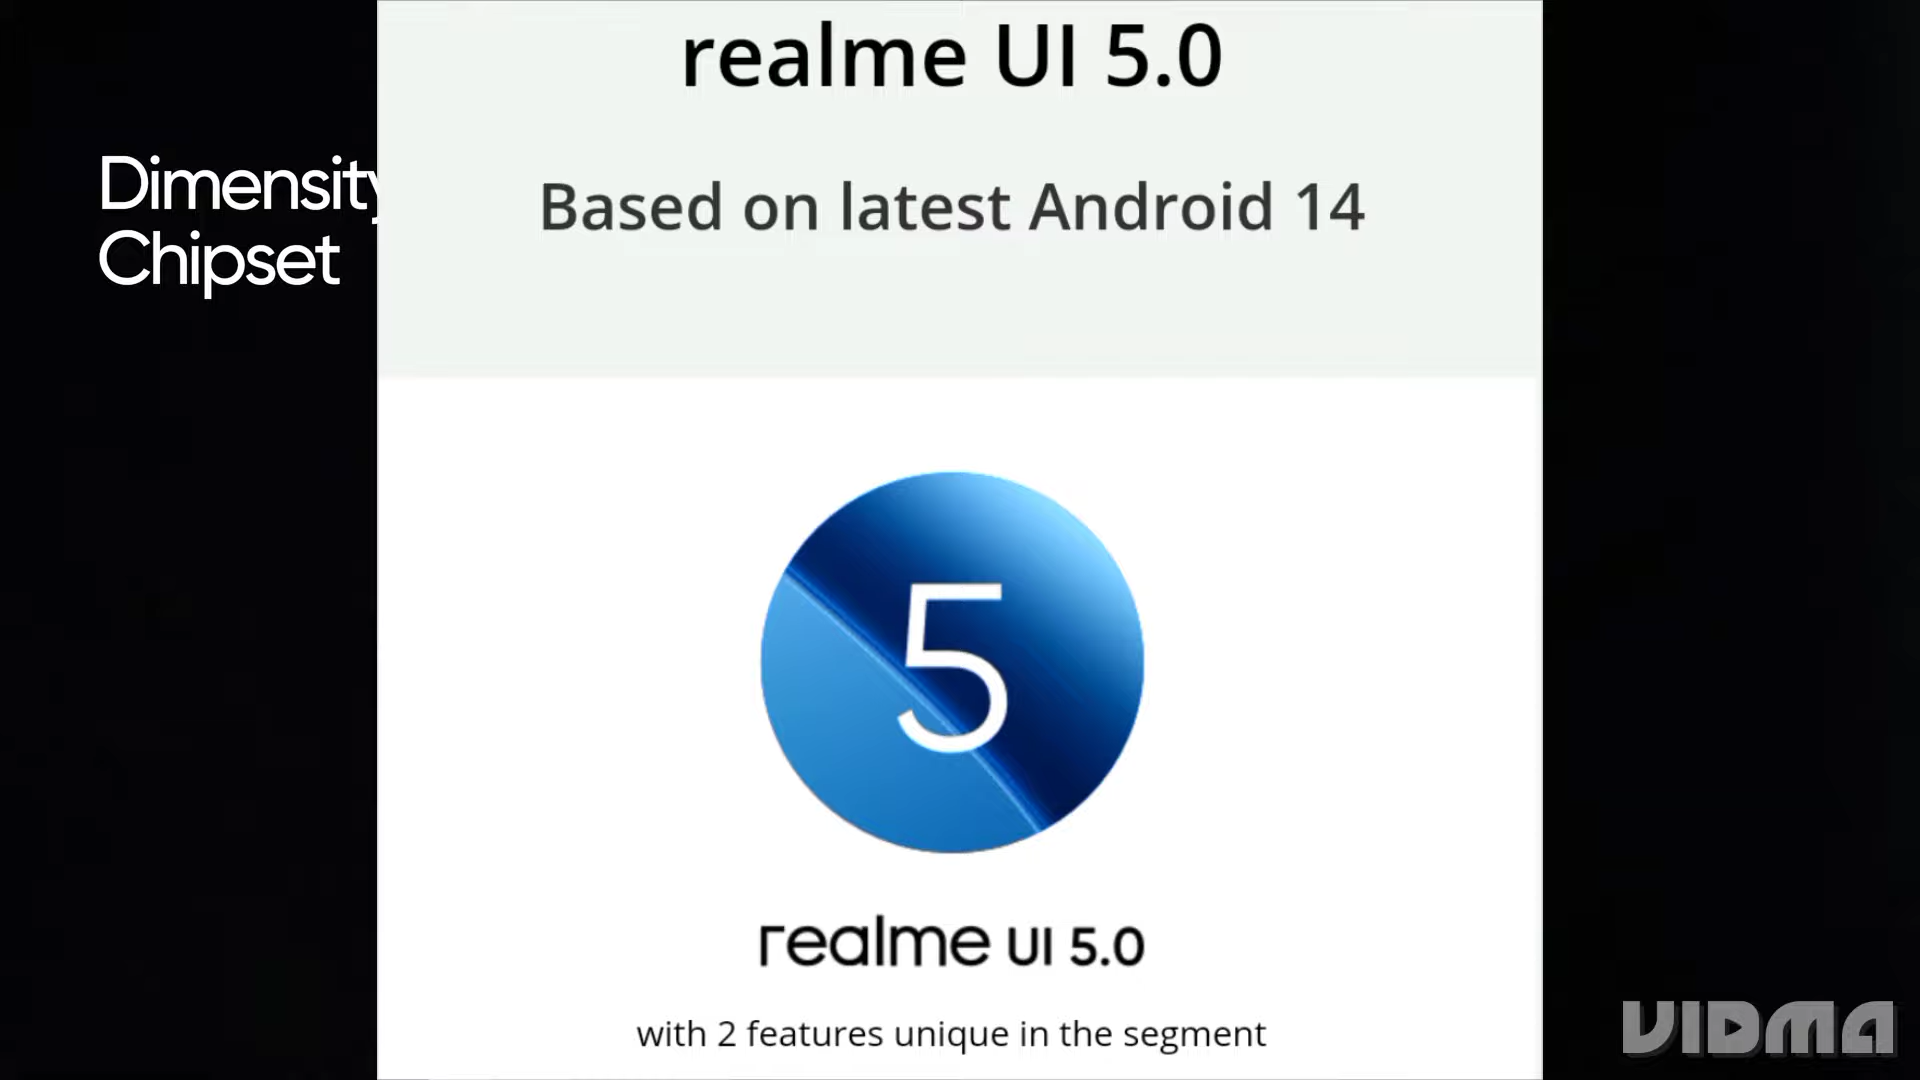 realme UI 5.0
Based on latest Android 14
Dimensity
Chipset
5
realme UI 5.0
with 2 features unique in the segment
VIDMA